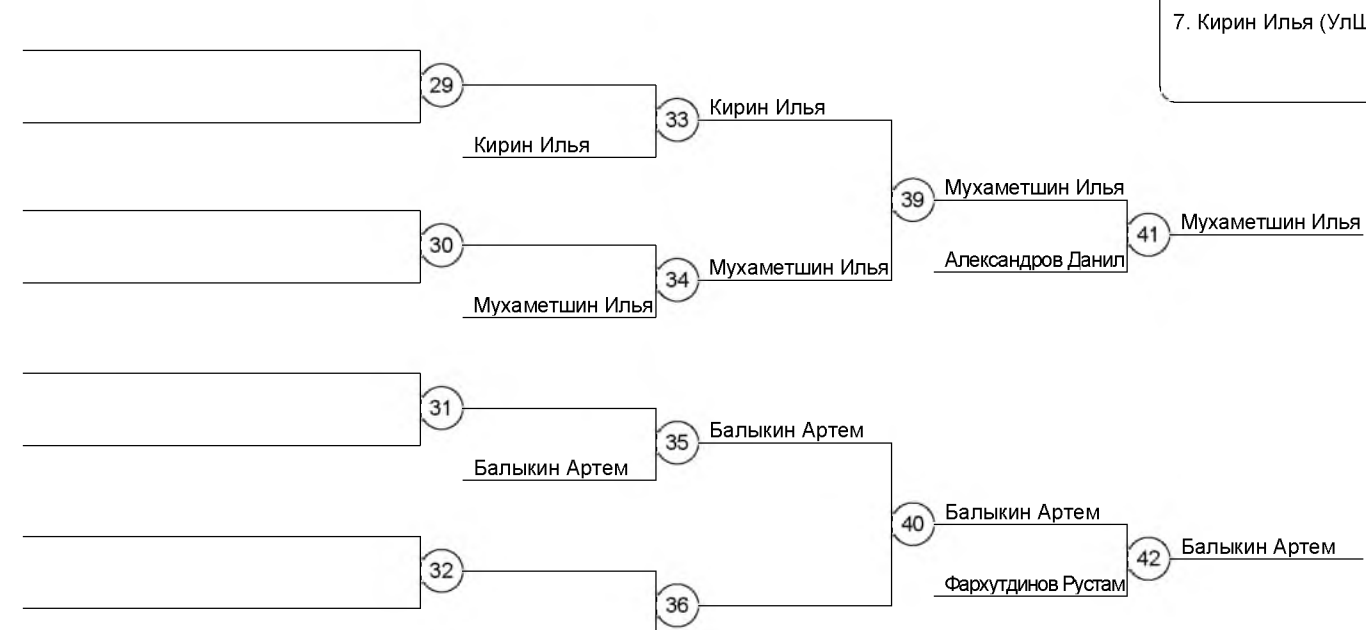 7. Кирин Илья (УлШ
29
33
Кирин Илья
Кирин Илья
39
Мухаметшин Илья
41
Мухаметшин Илья
30
34
Мухаметшин Илья
Александров Данил
Мухаметшин Илья
31
35
Балыкин Артем
Балыкин Артем
40
Балыкин Артем
42
Балыкин Артем
32
36
Фархутдинов Рустам